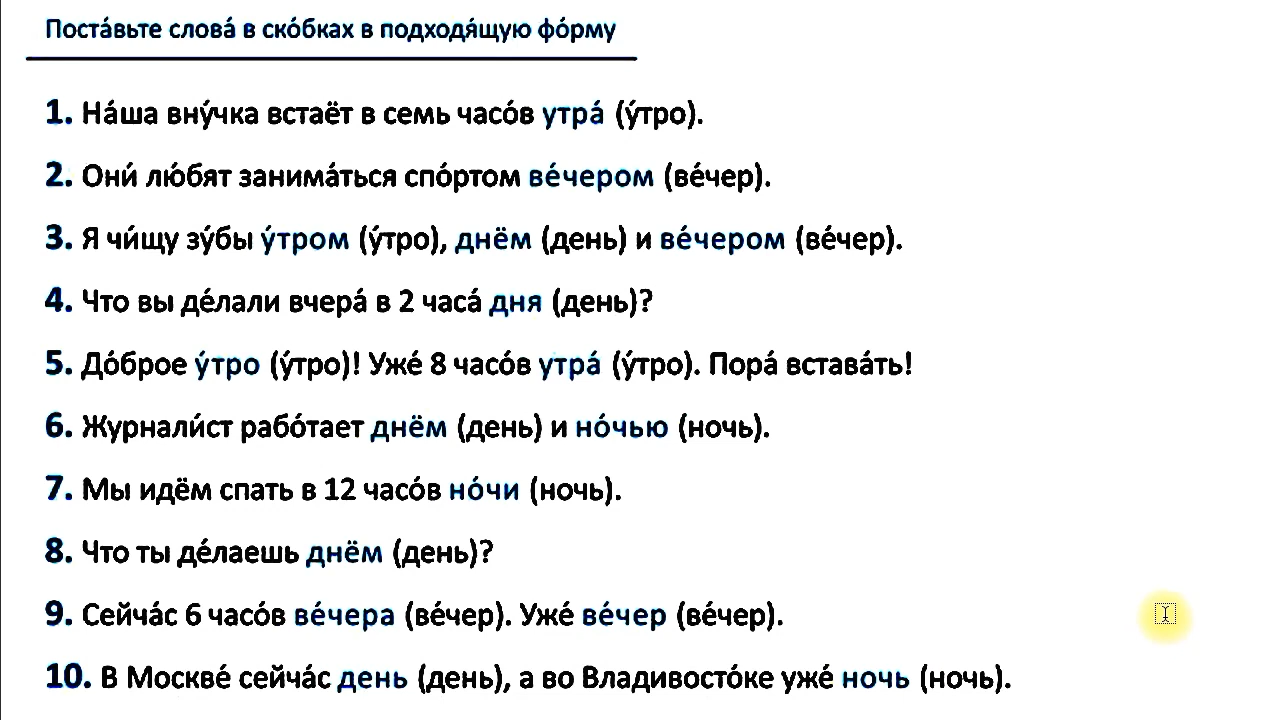 Поста́вьте слова́ в ско́бках в подходя́щую фо́рму
1. На́ша вну́чка встаёт в семь часо́в утра́ (у́тро).
2. Они́ лю́бят занима́ться спо́ртом ве́чером (ве́чер).
3. Я чи́щу зу́бы у́тром (у́тро), днём (день) и ве́чером (ве́чер).
4. Что вы де́лали вчера́ в 2 часа́ дня (день)?
5. До́брое у́тро (у́тро)! Уже́ 8 часо́в утра́ (у́тро). Пора́ встава́ть!
6. Журнали́ст рабо́тает днём (день) и но́чью (ночь).
7. Мы идём спать в 12 часо́в но́чи (ночь).
8. Что ты де́лаешь днём (день)?
9. Сейча́с 6 часо́в ве́чера (ве́чер). Уже́ ве́чер (ве́чер).
10. В Москве́ сейча́с день (день), а во Владивосто́ке уже́ ночь (ночь).